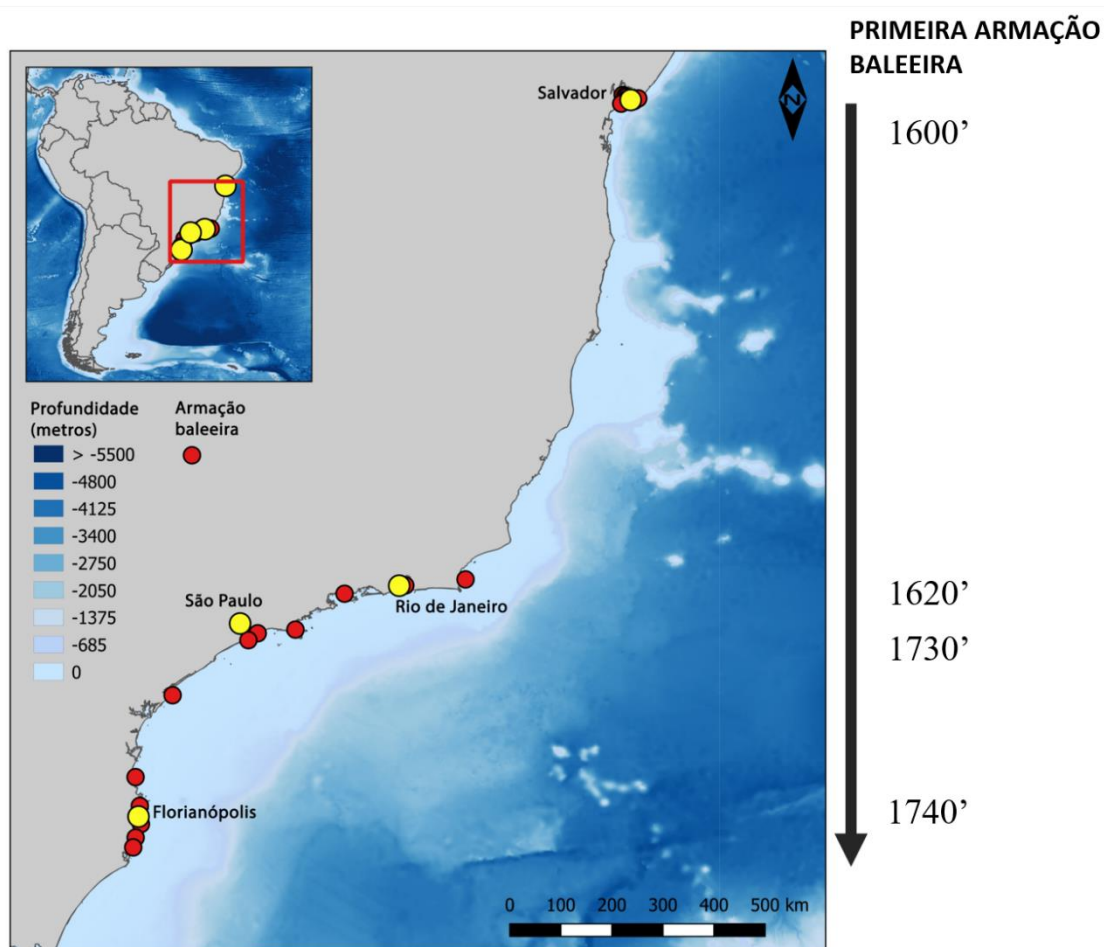 PRIMEIRA ARMAÇÃO
BALEEIRA
1600’
1620’
1730’
1740’
Salvador
N
Profundidade
(metros)
> -5500
-4800
-4125
-3400
-2750
-2050
-1375
-685
0
Armação
baleeira
São Paulo
Rio de Janeiro
Florianópolis
0 100 200 300 400 500 km